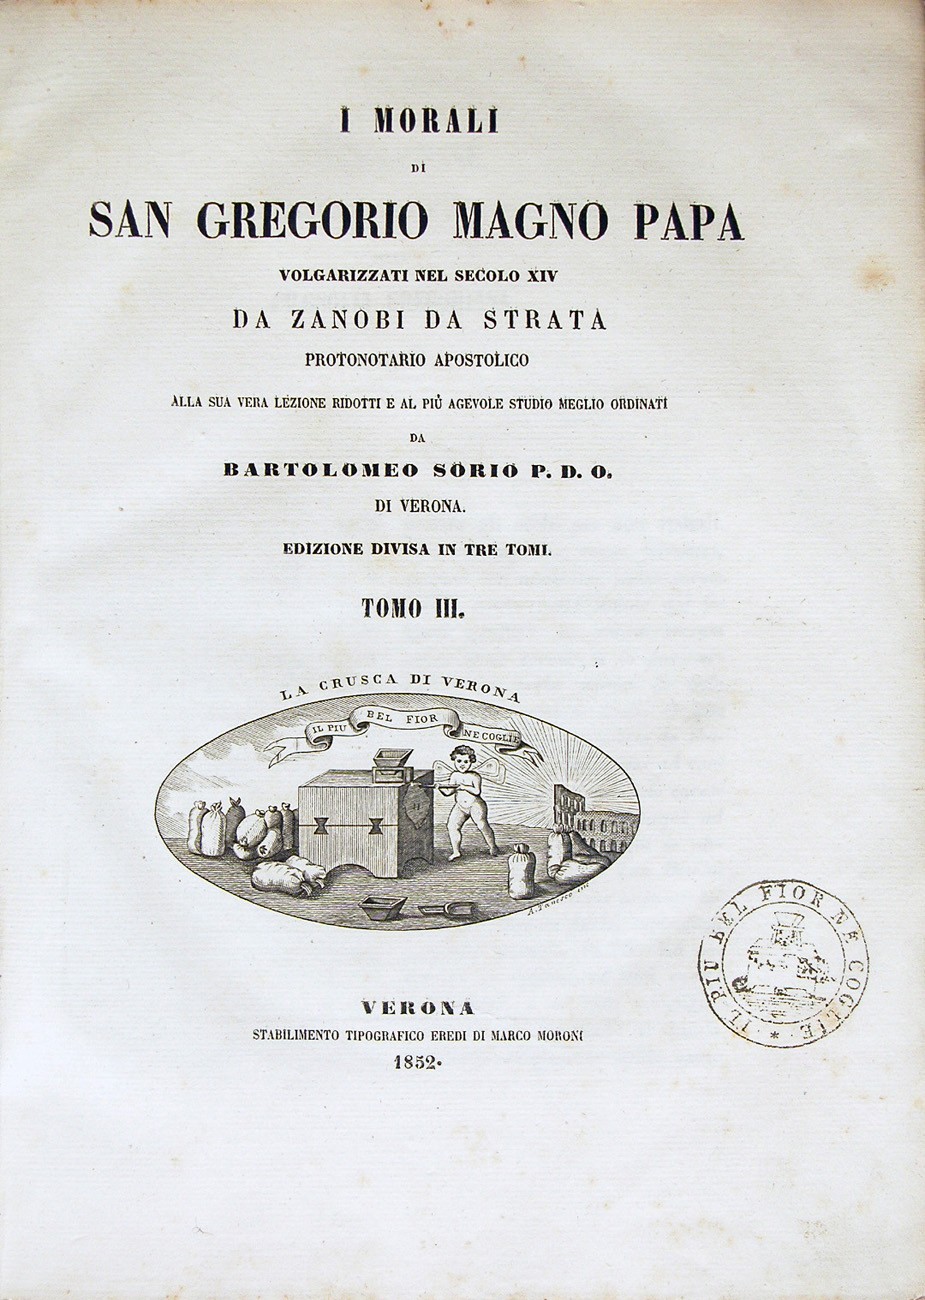 I MORALI
DI
SAN GREGORIO MAGNO PAPA
VOLGARIZZATI NEL SECOLO XIV
DA ZANOBI DA STRATA
PROTONOTARIO APOSTOLICO
ALLA SUA VERA LEZIONE RIDOTTI E AL PIÙ AGEVOLE STUDIO MEGLIO ORDINATI
DA
BARTOLOMEO SORIO P. D. O.
DI VERONA.
EDIZIONE DIVISA IN TRE TOMI.
TOMO III.
LA CRUSCA DI VERONA
IL PIU BEL FIOR NE COGLIE
IL PIU BEL FIOR NE COGLIE *
VERONA
STABILIMENTO TIPOGRAFICO EREDI DI MARCO MORONI
1852.